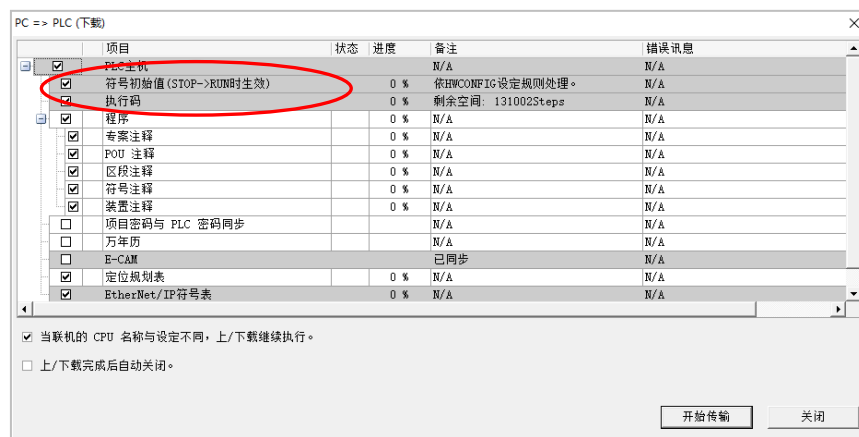 PC => PLC (下载)
项目 状态 进度 备注 错误讯息
PLC主机 N/A N/A
符号初始值(STOP->RUN时生效) 0 % 依HWCONFIG设定规则处理。 N/A
执行码 0 % 剩余空间: 131002Steps N/A
程序 0 % N/A N/A
专案注释 0 % N/A N/A
POU 注释 0 % N/A N/A
区段注释 0 % N/A N/A
符号注释 0 % N/A N/A
装置注释 0 % N/A N/A
项目密码与 PLC 密码同步 N/A N/A
万年历 N/A N/A
E-CAM 已同步 N/A
定位规划表 0 % N/A N/A
EtherNet/IP符号表 0 % N/A N/A
当联机的 CPU 名称与设定不同，上/下载继续执行。
上/下载完成后自动关闭。
开始传输 关闭